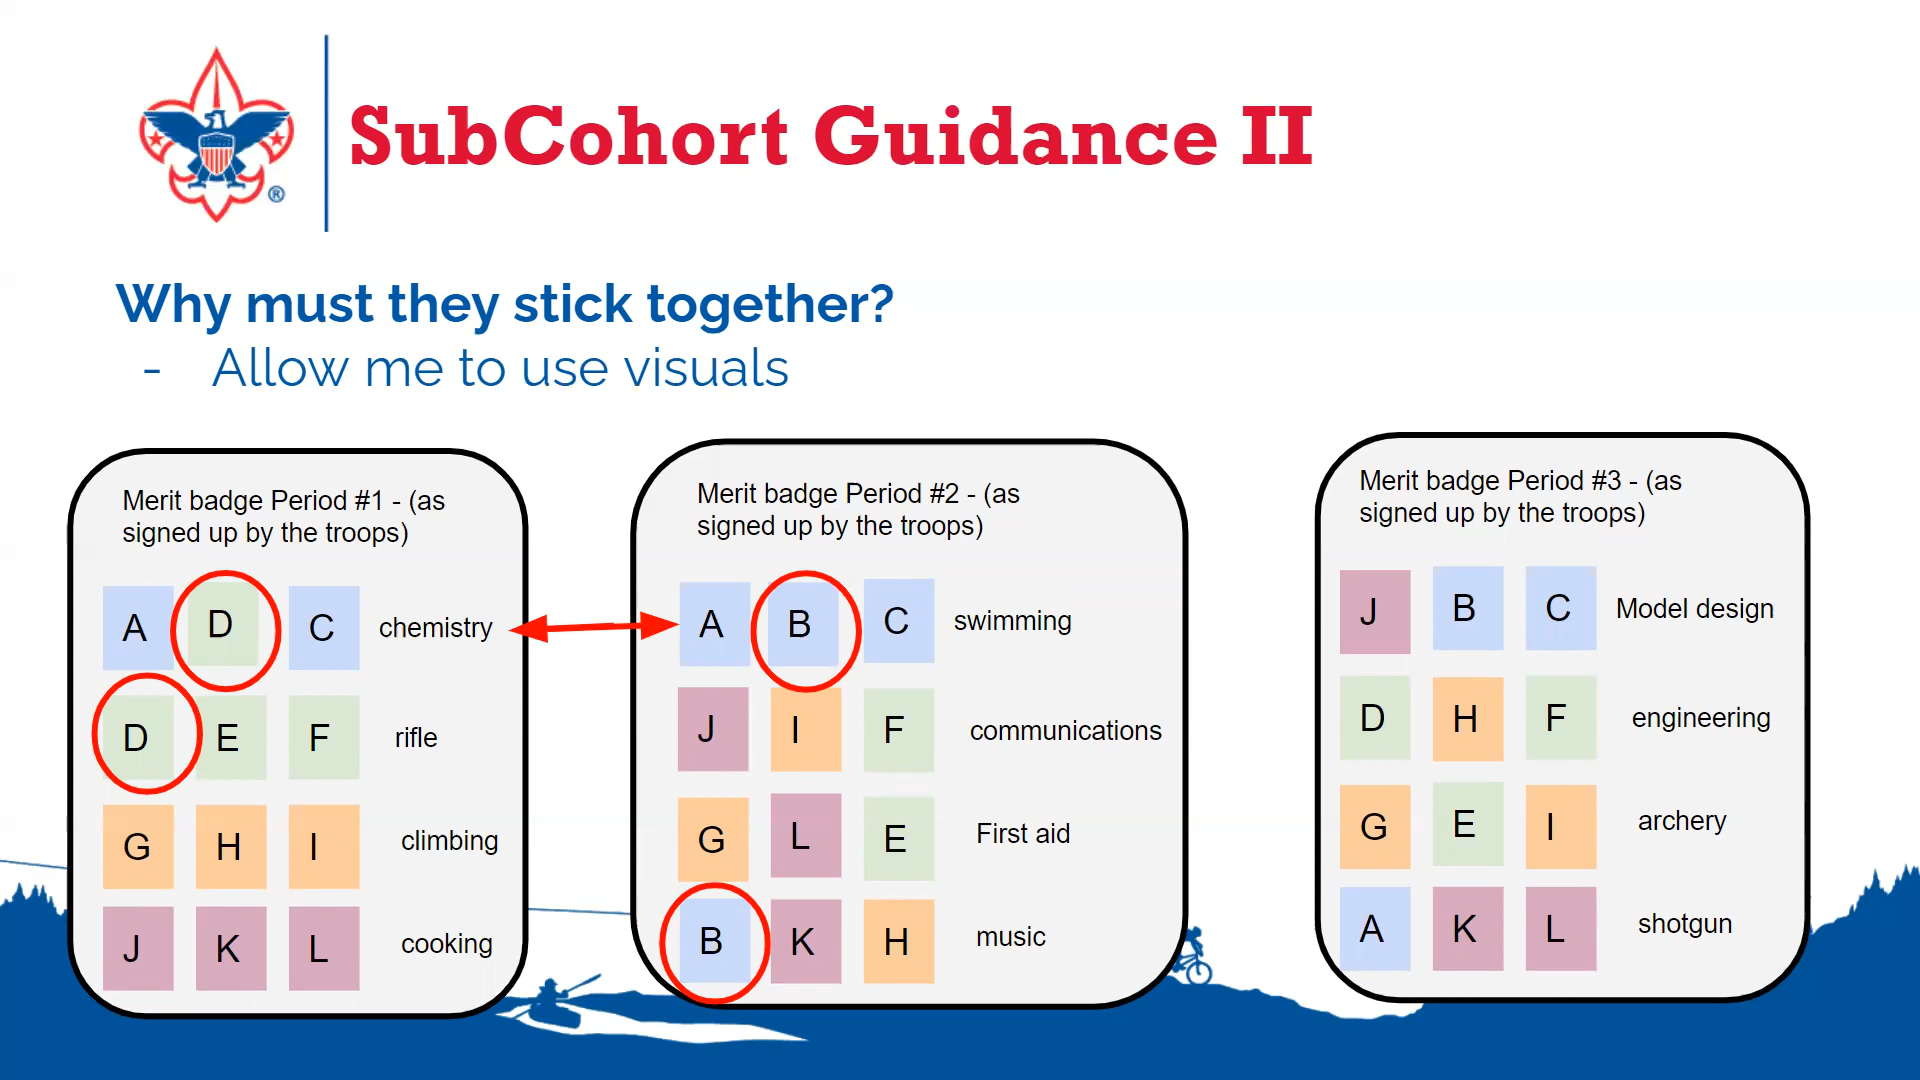 SubCohort Guidance II
®
Why must they stick together?
- Allow me to use visuals
Merit badge Period #1 - (as
signed up by the troops)
A D C chemistry
D E F rifle
G H I climbing
J K L cooking
Merit badge Period #2 - (as
signed up by the troops)
A B C swimming
J I F communications
G L E First aid
B K H music
Merit badge Period #3 - (as
signed up by the troops)
J B C Model design
D H F engineering
G E I archery
A K L shotgun